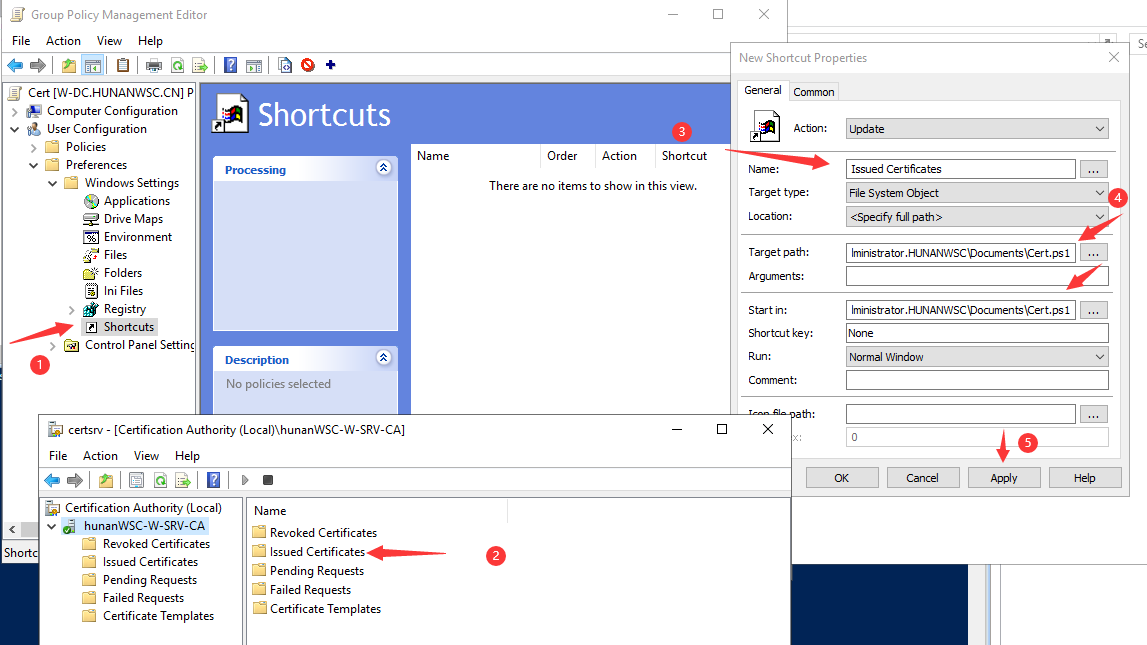 Group Policy Management Editor
File Action View Help
Cert [W-DC.HUNANWSC.CN] P
Computer Configuration
User Configuration
Policies
Preferences
Windows Settings
Applications
Drive Maps
Environment
Files
Folders
Ini Files
Registry
Shortcuts
Control Panel Setting
1
Shortc
Shortcuts
Processing
Description
No policies selected
Name Order Action Shortcut
There are no items to show in this view.
3
New Shortcut Properties
General Common
Action: Update
Name: Issued Certificates ...
Target type: File System Object
Location: <Specify full path>
4
Target path: lministrator.HUNANWSC\Documents\Cert.ps1 ...
Arguments:
Start in: lministrator.HUNANWSC\Documents\Cert.ps1 ...
Shortcut key: None
Run: Normal Window
Comment:
Icon file path: ...
x: 0
5
OK Cancel Apply Help
Se
certsrv - [Certification Authority (Local)\hunanWSC-W-SRV-CA]
File Action View Help
Certification Authority (Local)
hunanWSC-W-SRV-CA
Revoked Certificates
Issued Certificates
Pending Requests
Failed Requests
Certificate Templates
Name
Revoked Certificates
Issued Certificates
2
Pending Requests
Failed Requests
Certificate Templates